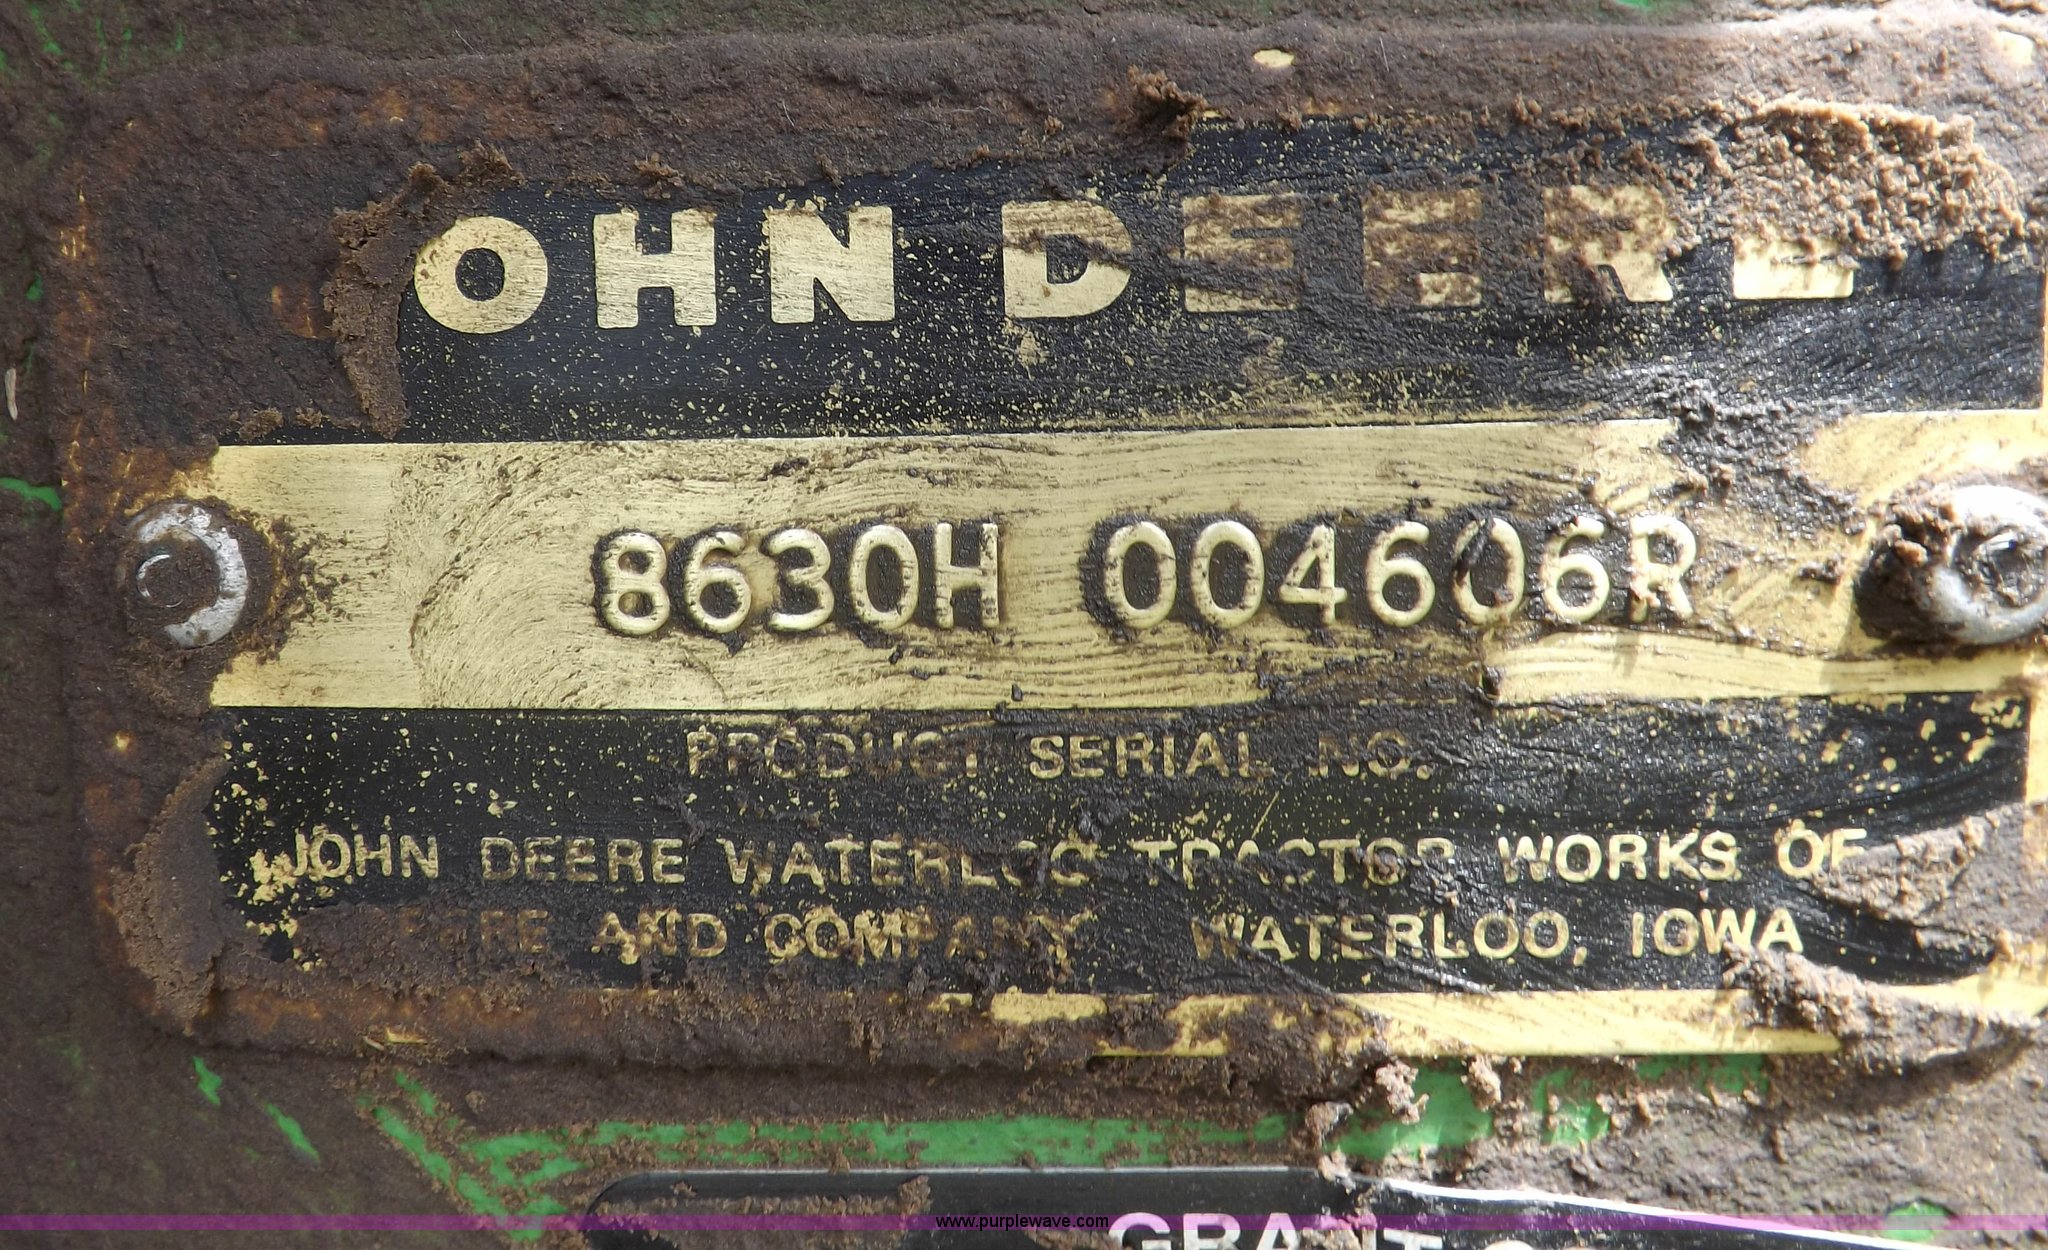 OHN DEERE
8630H 004606R
PRODUCT SERIAL NO.
JOHN DEERE WATERLOO TRACTOR WORKS OF
DEERE AND COMPANY WATERLOO, IOWA
www.purplewave.com